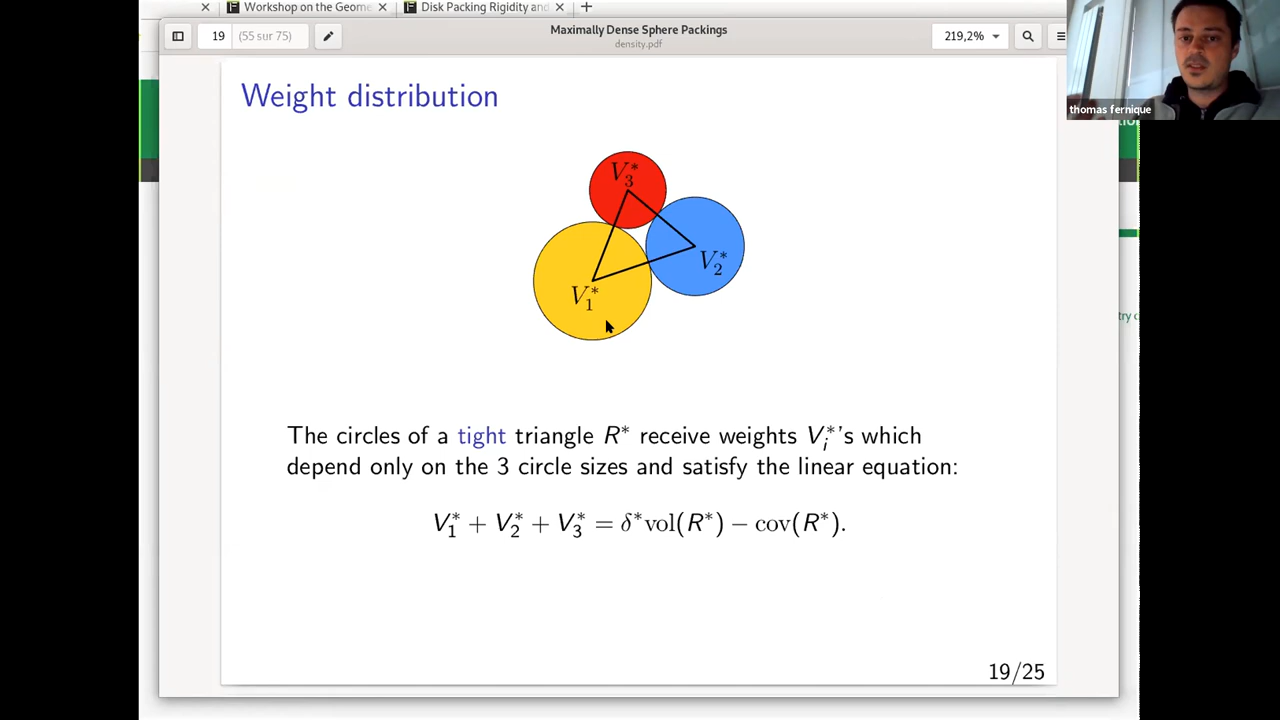 Workshop on the Geome
Disk Packing Rigidity and
19
(55 sur 75)
Maximally Dense Sphere Packings
density.pdf
219,2%
thomas fernique
Weight distribution
V₃*
V₂*
V₁*
The circles of a tight triangle R* receive weights Vᵢ*'s which
depend only on the 3 circle sizes and satisfy the linear equation:
V₁* + V₂* + V₃* = δ*vol(R*) − cov(R*).
19/25